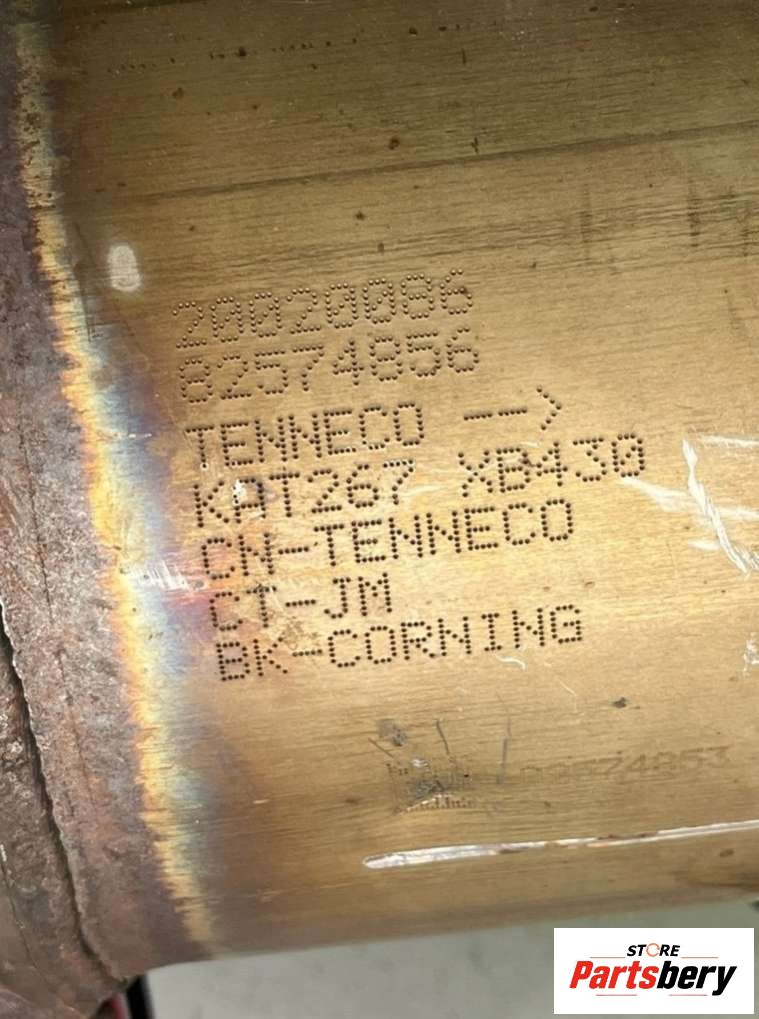 20020086
82574856
TENNECO -->
KAT267 XB430
CN-TENNECO
CT-JM
BK-CORNING
STORE
Partsbery